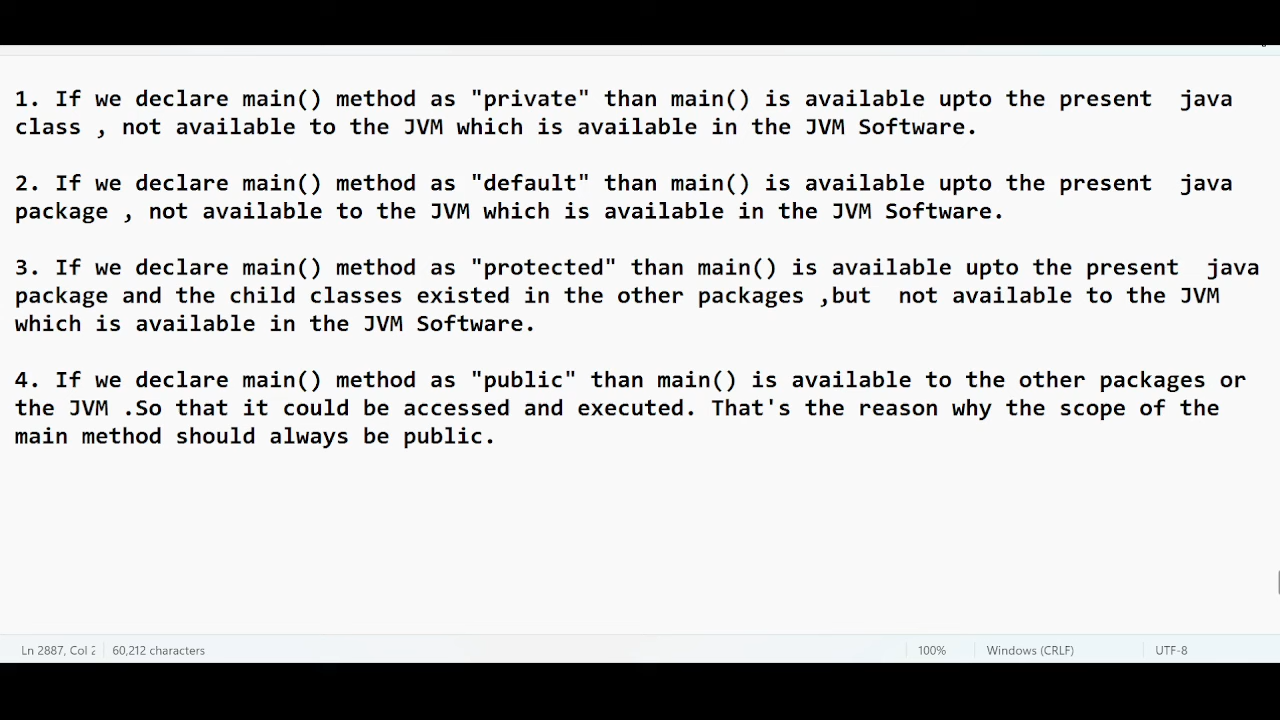 1. If we declare main() method as "private" than main() is available upto the present  java
class , not available to the JVM which is available in the JVM Software.
2. If we declare main() method as "default" than main() is available upto the present  java
package , not available to the JVM which is available in the JVM Software.
3. If we declare main() method as "protected" than main() is available upto the present  java
package and the child classes existed in the other packages ,but  not available to the JVM
which is available in the JVM Software.
4. If we declare main() method as "public" than main() is available to the other packages or
the JVM .So that it could be accessed and executed. That's the reason why the scope of the
main method should always be public.
Ln 2887, Col 60,212 characters 100% Windows (CRLF) UTF-8